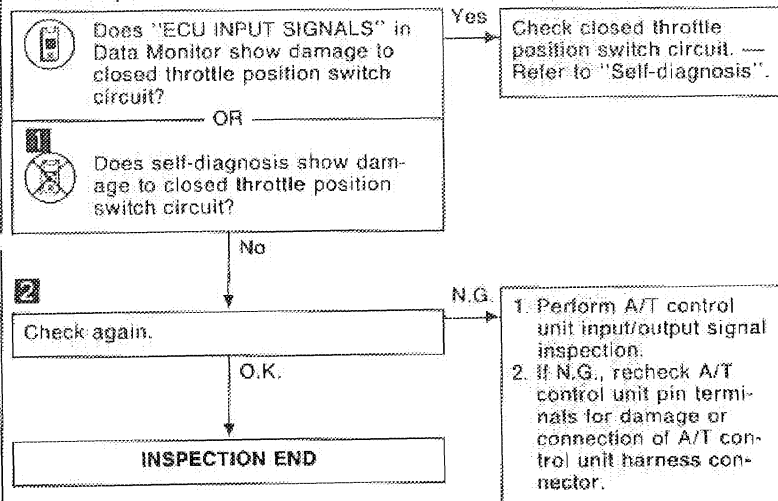 Does "ECU INPUT SIGNALS" in
Data Monitor show damage to
closed throttle position switch
circuit?
Yes
Check closed throttle
position switch circuit. —
Refer to "Self-diagnosis".
OR
1
Does self-diagnosis show dam-
age to closed throttle position
switch circuit?
No
2
Check again.
N.G.
1. Perform A/T control
unit input/output signal
inspection.
2. If N.G., recheck A/T
control unit pin termi-
nals for damage or
connection of A/T con-
trol unit harness con-
nector.
O.K.
INSPECTION END